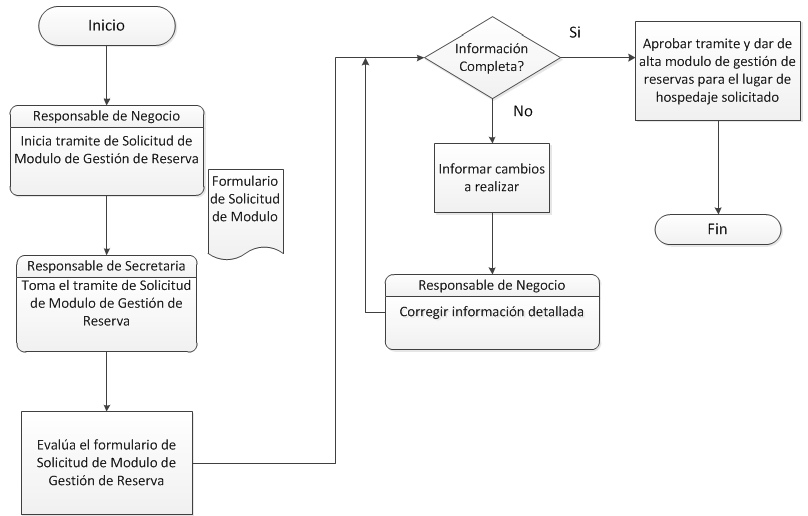 Inicio
Responsable de Negocio
Inicia tramite de Solicitud de
Modulo de Gestión de Reserva
Formulario
de Solicitud
de Modulo
Responsable de Secretaria
Toma el tramite de Solicitud
de Modulo de Gestión de
Reserva
Evalúa el formulario de
Solicitud de Modulo de
Gestión de Reserva
Información
Completa?
Si
No
Informar cambios
a realizar
Responsable de Negocio
Corregir información detallada
Aprobar tramite y dar de
alta modulo de gestión de
reservas para el lugar de
hospedaje solicitado
Fin